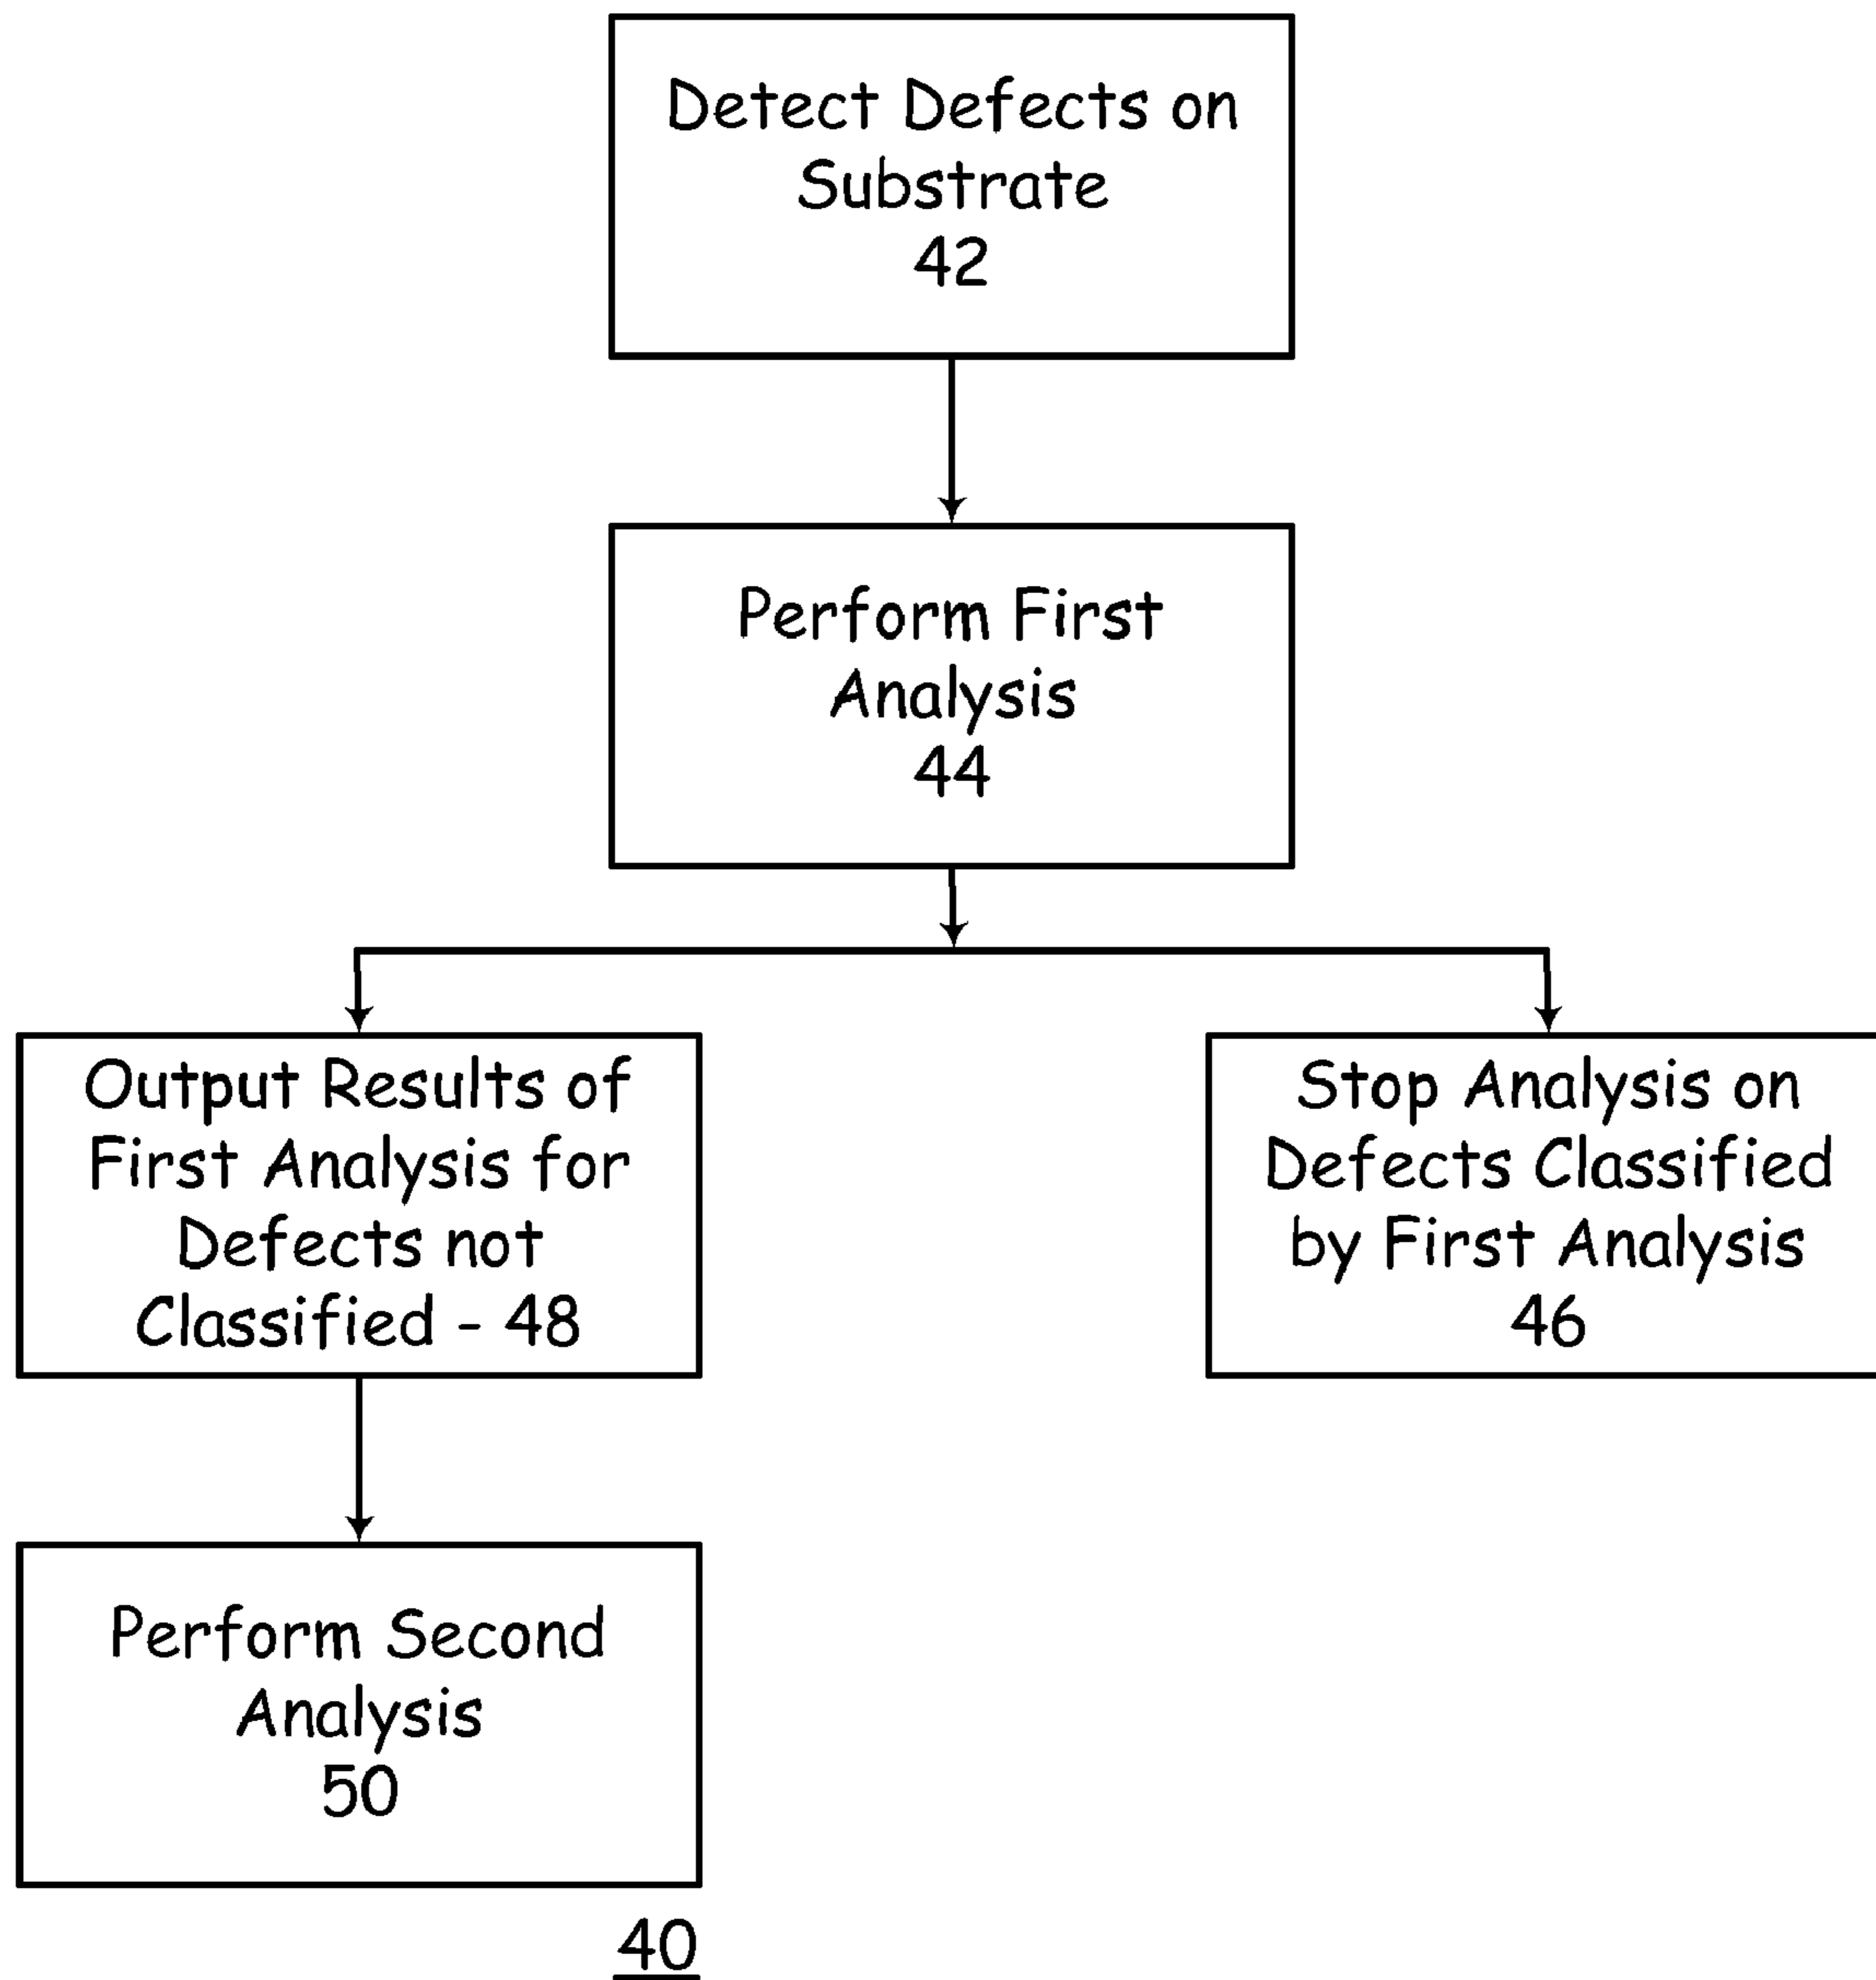 Detect Defects on
Substrate
42
Perform First
Analysis
44
Output Results of
First Analysis for
Defects not
Classified - 48
Stop Analysis on
Defects Classified
by First Analysis
46
Perform Second
Analysis
50
40